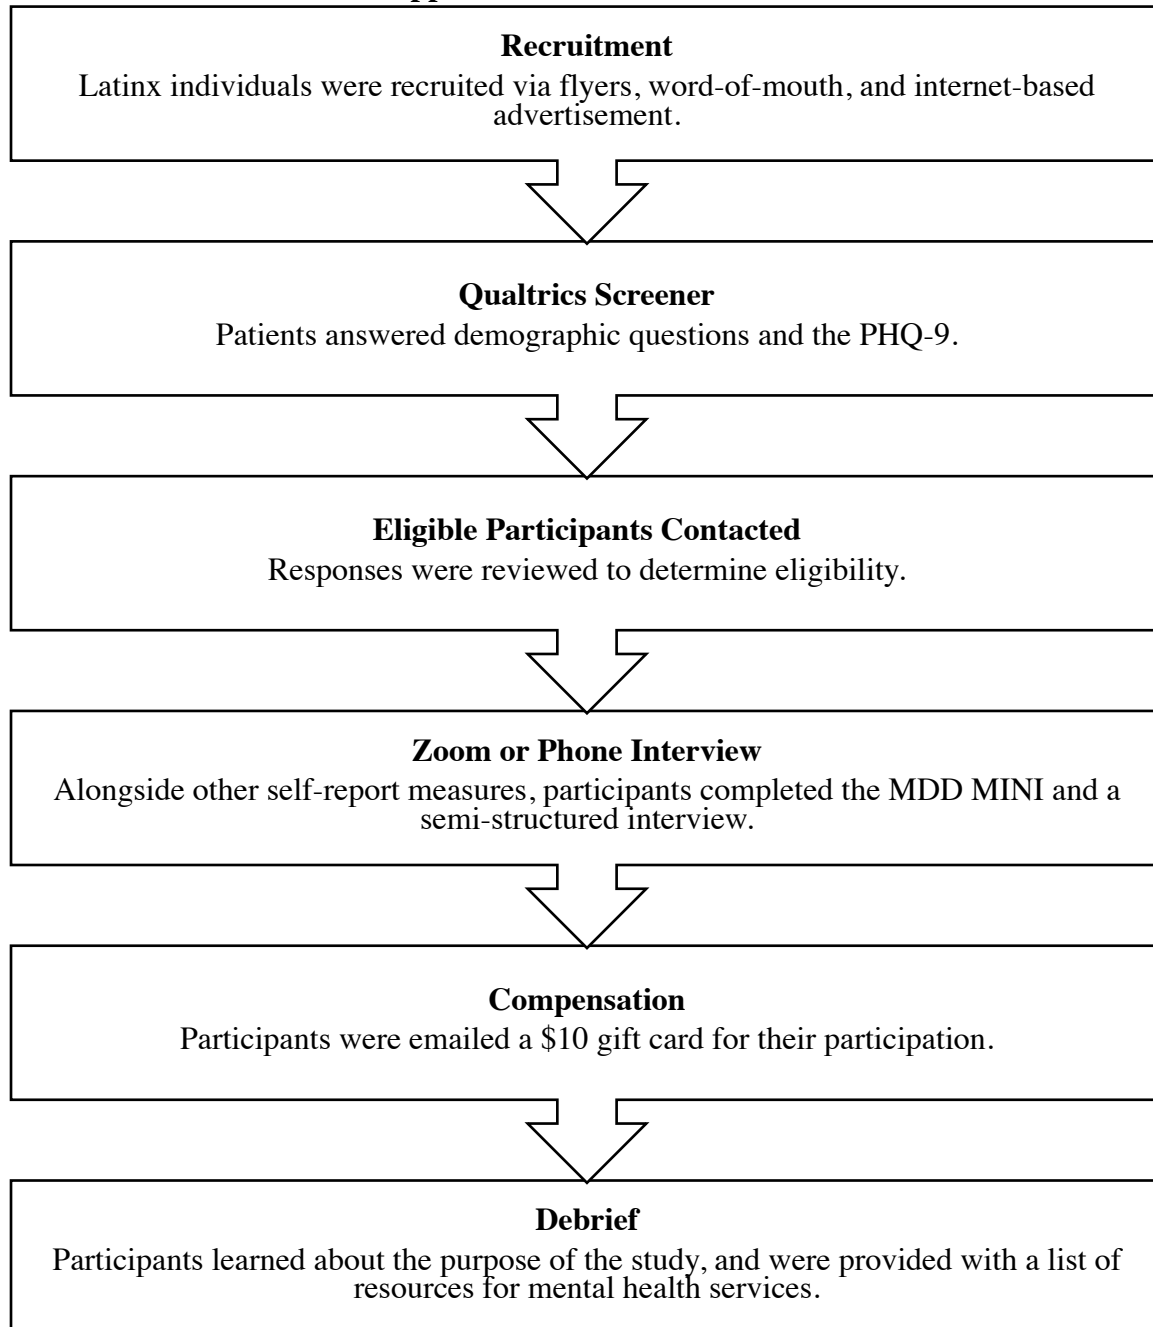 Recruitment
Latinx individuals were recruited via flyers, word-of-mouth, and internet-based
advertisement.
Qualtrics Screener
Patients answered demographic questions and the PHQ-9.
Eligible Participants Contacted
Responses were reviewed to determine eligibility.
Zoom or Phone Interview
Alongside other self-report measures, participants completed the MDD MINI and a
semi-structured interview.
Compensation
Participants were emailed a $10 gift card for their participation.
Debrief
Participants learned about the purpose of the study, and were provided with a list of
resources for mental health services.